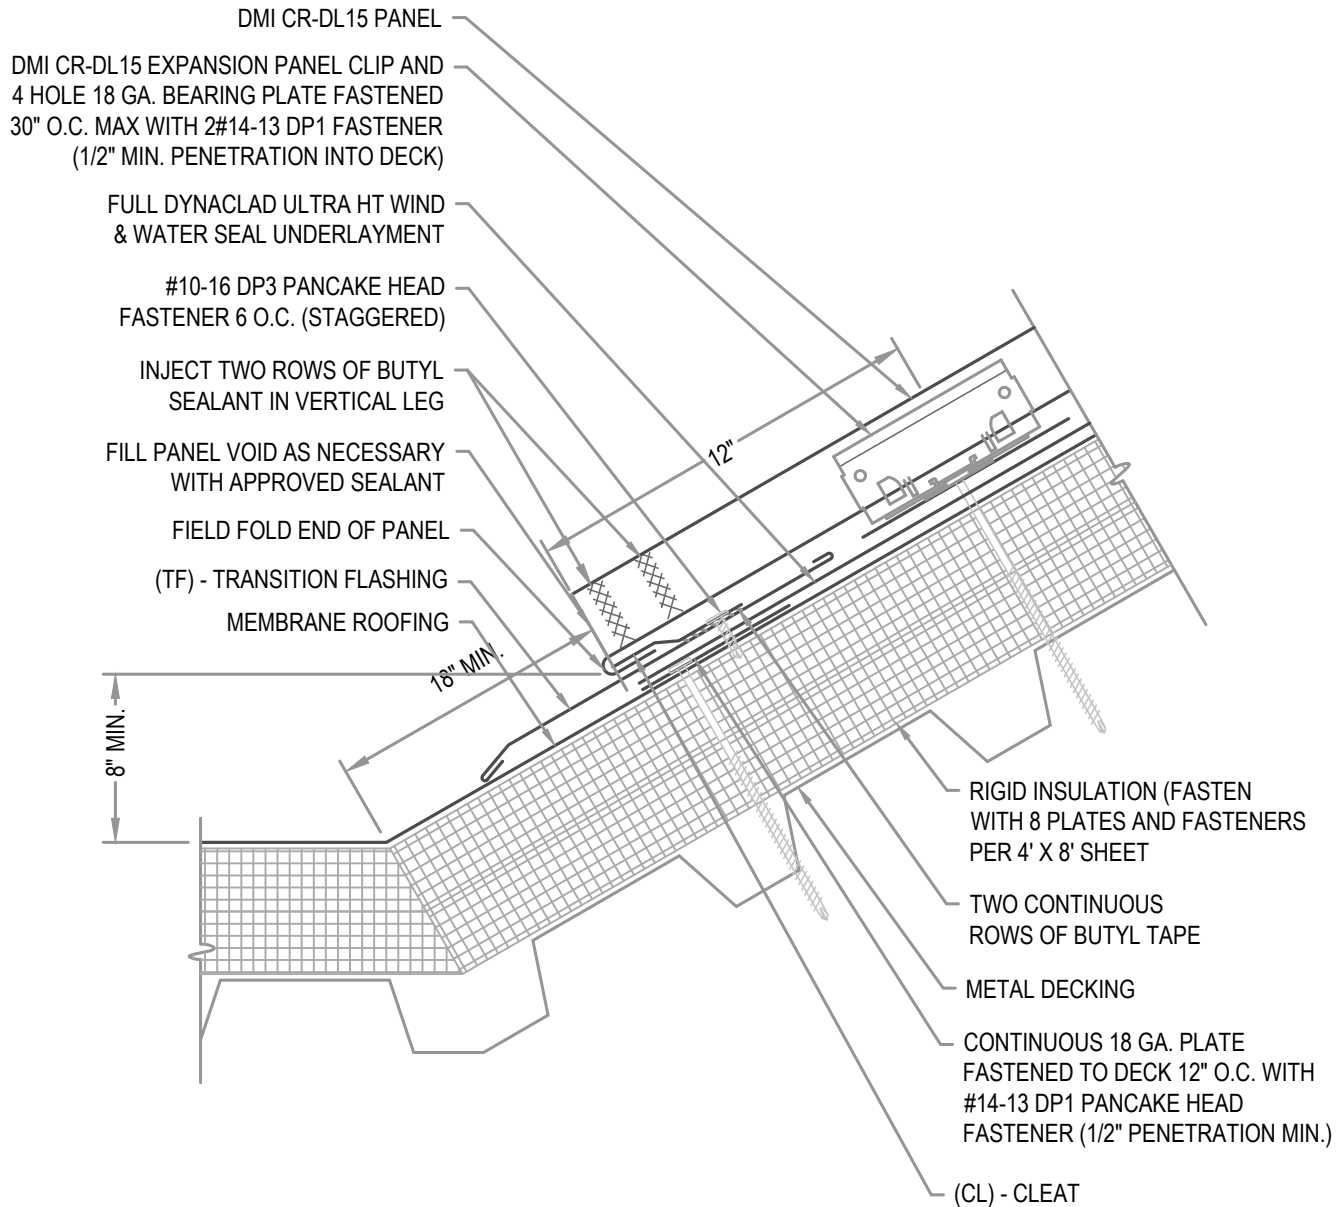 DMI CR-DL15 PANEL
DMI CR-DL15 EXPANSION PANEL CLIP AND
4 HOLE 18 GA. BEARING PLATE FASTENED
30" O.C. MAX WITH 2#14-13 DP1 FASTENER
(1/2" MIN. PENETRATION INTO DECK)
FULL DYNACLAD ULTRA HT WIND
& WATER SEAL UNDERLAYMENT
#10-16 DP3 PANCAKE HEAD
FASTENER 6 O.C. (STAGGERED)
INJECT TWO ROWS OF BUTYL
SEALANT IN VERTICAL LEG
FILL PANEL VOID AS NECESSARY
WITH APPROVED SEALANT
FIELD FOLD END OF PANEL
(TF) - TRANSITION FLASHING
MEMBRANE ROOFING
12"
18" MIN.
8" MIN.
RIGID INSULATION (FASTEN
WITH 8 PLATES AND FASTENERS
PER 4' X 8' SHEET
TWO CONTINUOUS
ROWS OF BUTYL TAPE
METAL DECKING
CONTINUOUS 18 GA. PLATE
FASTENED TO DECK 12" O.C. WITH
#14-13 DP1 PANCAKE HEAD
FASTENER (1/2" PENETRATION MIN.)
(CL) - CLEAT